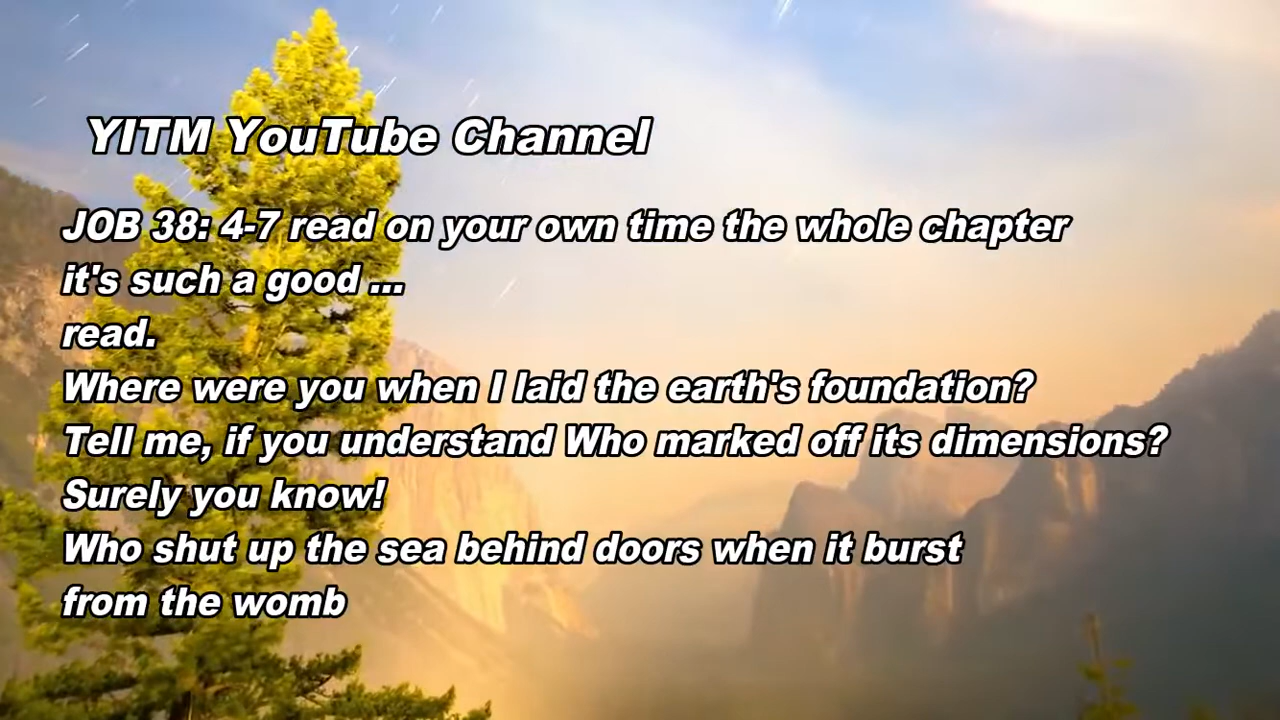 YITM YouTube Channel
JOB 38: 4-7 read on your own time the whole chapter
it's such a good ...
read.
Where were you when I laid the earth's foundation?
Tell me, if you understand Who marked off its dimensions?
Surely you know!
Who shut up the sea behind doors when it burst
from the womb